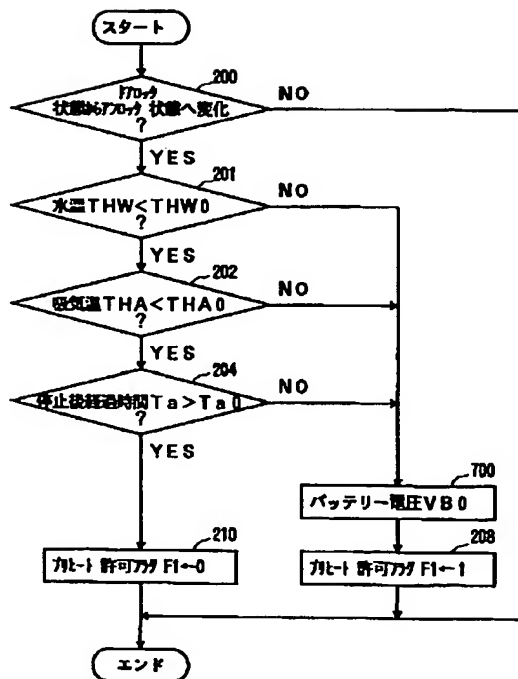 スタート
200
ドアロック
状態からアンロック 状態へ変化
?
NO
YES
201
水温THW<THW0
?
NO
YES
202
吸気温THA<THA0
?
NO
YES
204
停止後経過時間Ta>Ta0
?
NO
YES
700
バッテリー電圧VB0
210
プリヒート 許可フラグ F1←0
208
プリヒート 許可フラグ F1←1
エンド